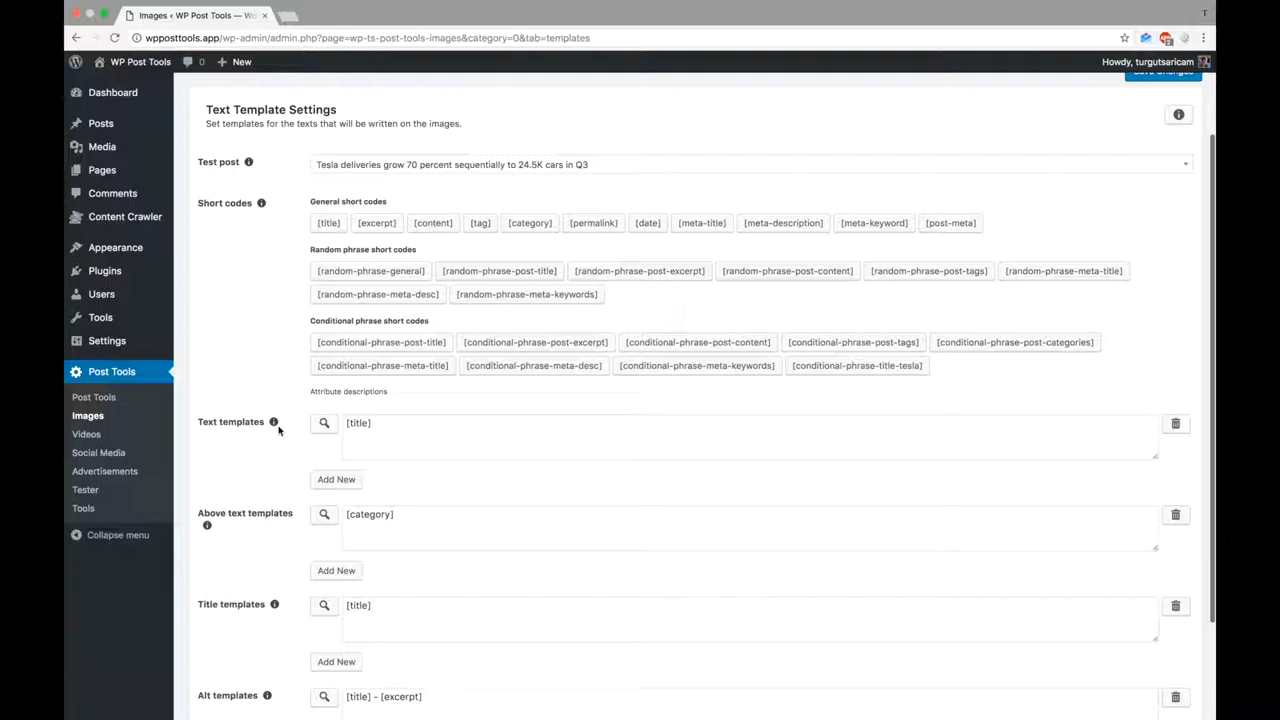 Images ‹ WP Post Tools — Wo
wpposttools.app/wp-admin/admin.php?page=wp-ts-post-tools-images&category=0&tab=templates
WP Post Tools 0 New
Howdy, turgutsaricam
Dashboard
Posts
Media
Pages
Comments
Content Crawler
Appearance
Plugins
Users
Tools
Settings
Post Tools
Post Tools
Images
Videos
Social Media
Advertisements
Tester
Tools
Collapse menu
Save Changes
Text Template Settings
Set templates for the texts that will be written on the images.
Test post
Tesla deliveries grow 70 percent sequentially to 24.5K cars in Q3
Short codes
General short codes
[title] [excerpt] [content] [tag] [category] [permalink] [date] [meta-title] [meta-description] [meta-keyword] [post-meta]
Random phrase short codes
[random-phrase-general] [random-phrase-post-title] [random-phrase-post-excerpt] [random-phrase-post-content] [random-phrase-post-tags] [random-phrase-meta-title]
[random-phrase-meta-desc] [random-phrase-meta-keywords]
Conditional phrase short codes
[conditional-phrase-post-title] [conditional-phrase-post-excerpt] [conditional-phrase-post-content] [conditional-phrase-post-tags] [conditional-phrase-post-categories]
[conditional-phrase-meta-title] [conditional-phrase-meta-desc] [conditional-phrase-meta-keywords] [conditional-phrase-title-tesla]
Attribute descriptions
Text templates
[title]
Add New
Above text templates
[category]
Add New
Title templates
[title]
Add New
Alt templates
[title] - [excerpt]